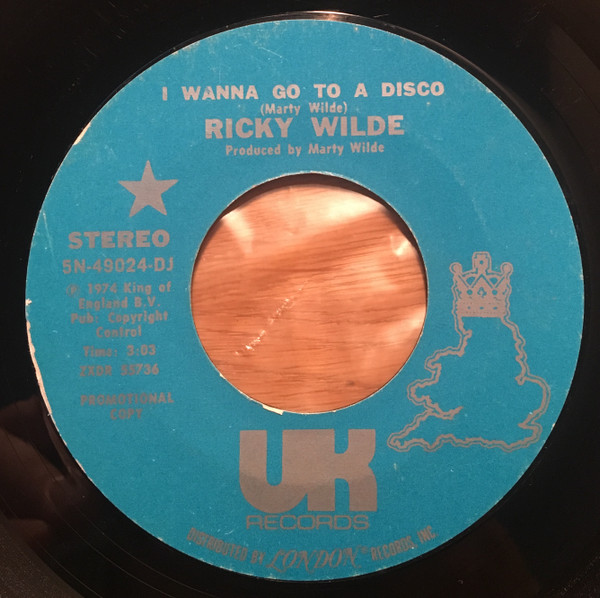 I WANNA GO TO A DISCO
(Marty Wilde)
RICKY WILDE
Produced by Marty Wilde
STEREO
5N-49024-DJ
℗ 1974 King of
England B.V.
Pub: Copyright
Control
Time: 3:03
ZXDR 55736
PROMOTIONAL
COPY
UK
RECORDS
DISTRIBUTED BY LONDON™ RECORDS, INC.